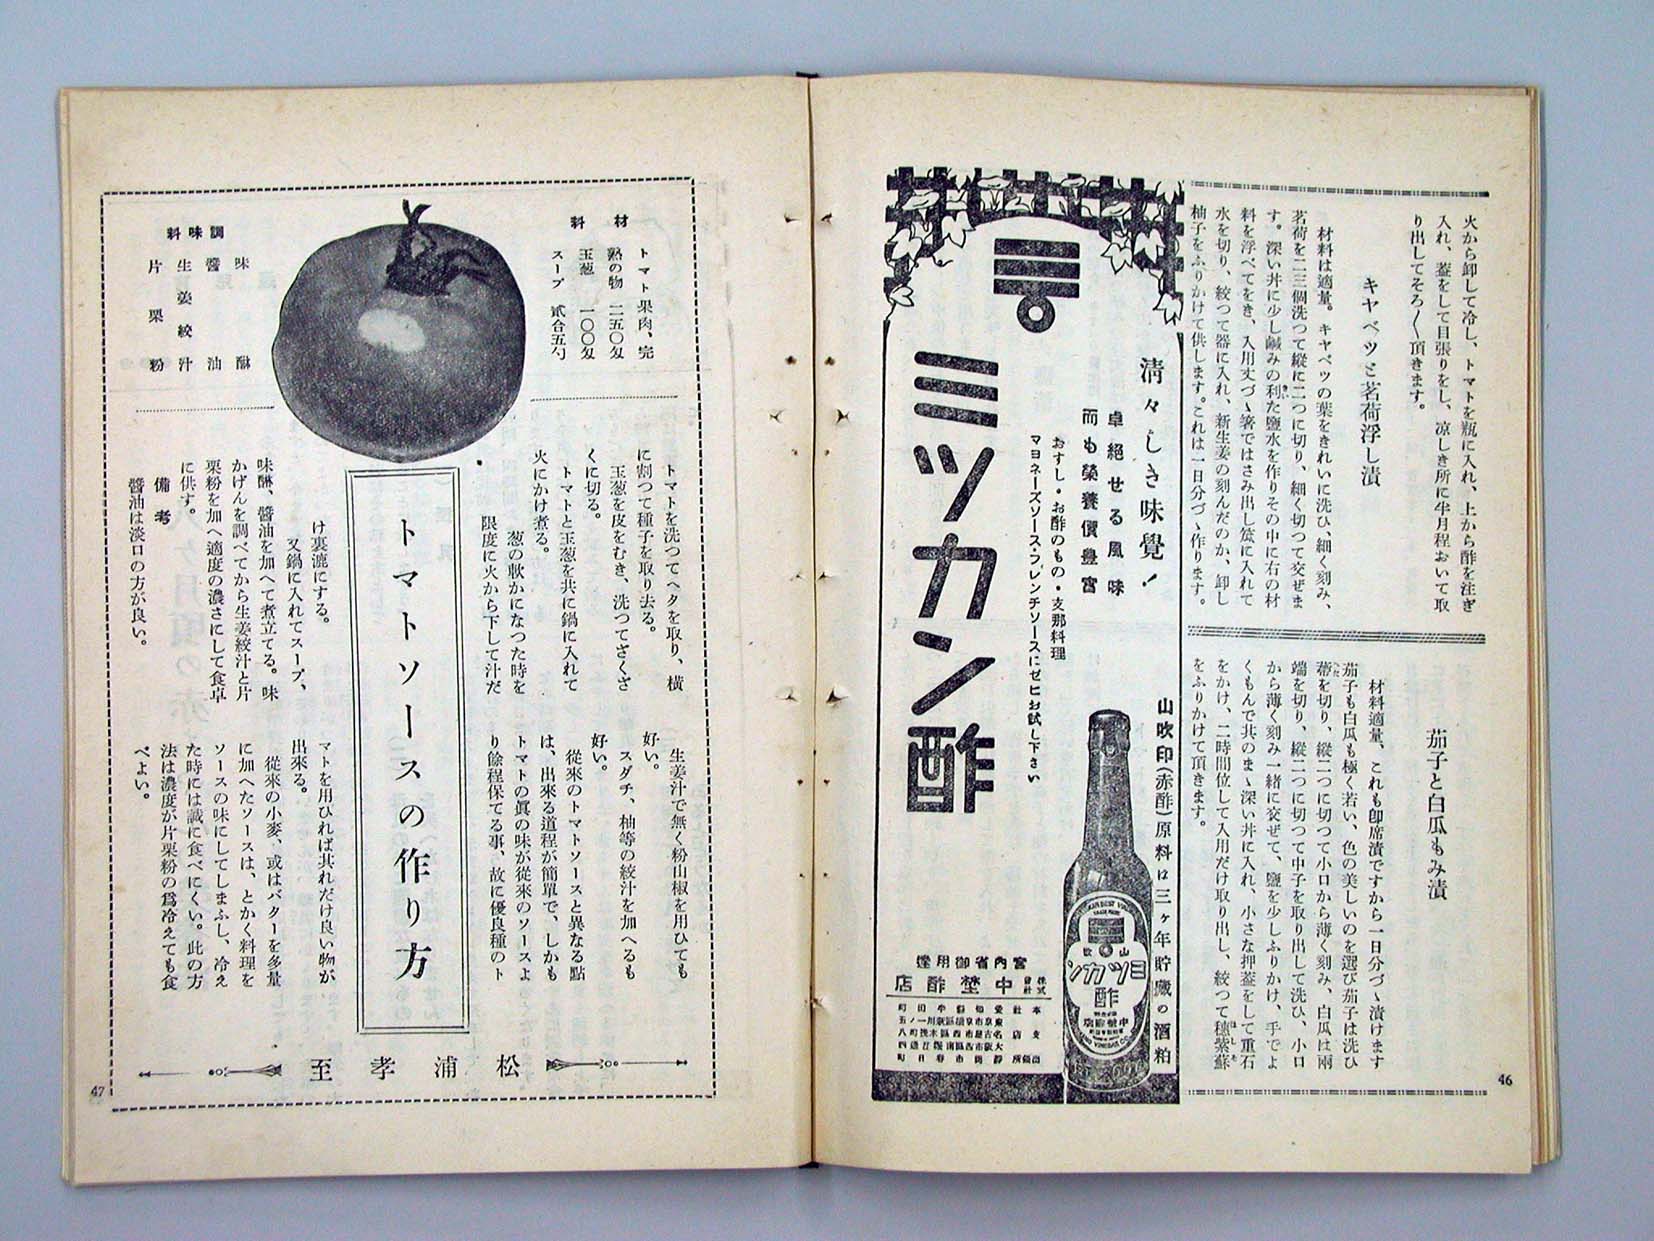 火から卸して冷し、トマトを瓶に入れ、上から酢を注ぎ
入れ、蓋をして目張りをし、凉しき所に半月程おいて取
り出してそろ〳〵頂きます。
キヤベツと茗荷浮し漬
材料は適量。キヤベツの葉をきれいに洗ひ、細く刻み、
茗荷を二三個洗つて縱に二つに切り、細く切つて交ぜま
す。深い丼に少し鹹みの利た鹽水を作りその中に右の材
料を浮べてをき、入用丈づゝ箸ではさみ出し笊に入れて
水を切り、絞つて器に入れ、新生姜の刻んだのか、卸し
柚子をふりかけて供します。これは一日分づゝ作ります。
茄子と白瓜もみ漬
材料適量、これも卽席漬ですから一日分づゝ漬けます
茄子も白瓜も極く若い、色の美しいのを選び茄子は洗ひ
蔕を切り、縱二つに切つて小口から薄く刻み、白瓜は兩
端を切り、縱二つに切つて中子を取り出して洗ひ、小口
から薄く刻み一緒に交ぜて、鹽を少しふりかけ、手でよ
くもんで其のまゝ深い丼に入れ、小さな押蓋をして重石
をかけ、二時間位して入用だけ取り出し、絞つて穗紫蘇
をふりかけて頂きます。
46
淸々しき味覺！
卓絕せる風味
而も榮養價豐富
おすし・お酢のもの・支那料理
マヨネーズソース・フレンチソースにゼヒお試し下さい
ミツカン酢
山吹印(赤酢)原料は三ヶ年貯藏の酒粕
山吹
ミツカン
酢
宮內省御用達
株式會社 中埜酢店
トマトソースの作り方
松浦孝至
材料
トマト果肉、完
熟の物 二五〇匁
玉葱 一〇〇匁
スープ 貳合五勺
調味料
味醂
醬油
生姜絞汁
片栗粉
トマトを洗つてヘタを取り、橫
に割つて種子を取り去る。
玉葱を皮をむき、洗つてざくざ
くに切る。
トマトと玉葱を共に鍋に入れて
火にかけ煮る。
葱の軟かになつた時を
限度に火から下して汁だ
け裏漉にする。
又鍋に入れてスープ、
味醂、醬油を加へて煮立てる。味
かげんを調べてから生姜絞汁と片
栗粉を加へ適度の濃さにして食卓
に供す。
備考
醬油は淡口の方が良い。
生姜汁で無く粉山椒を用ひても
好い。
スダチ、柚等の絞汁を加へるも
好い。
從來のトマトソースと異なる點
は、出來る道程が簡單で、しかも
トマトの眞の味が從來のソースよ
り餘程保てる事、故に優良種のト
マトを用ひれば其れだけ良い物が
出來る。
從來の小麥、或はバターを多量
に加へたソースは、とかく料理を
ソースの味にしてしまふし、冷え
た時には誠に食べにくい。此の方
法は濃度が片栗粉の爲冷えても食
べよい。
47